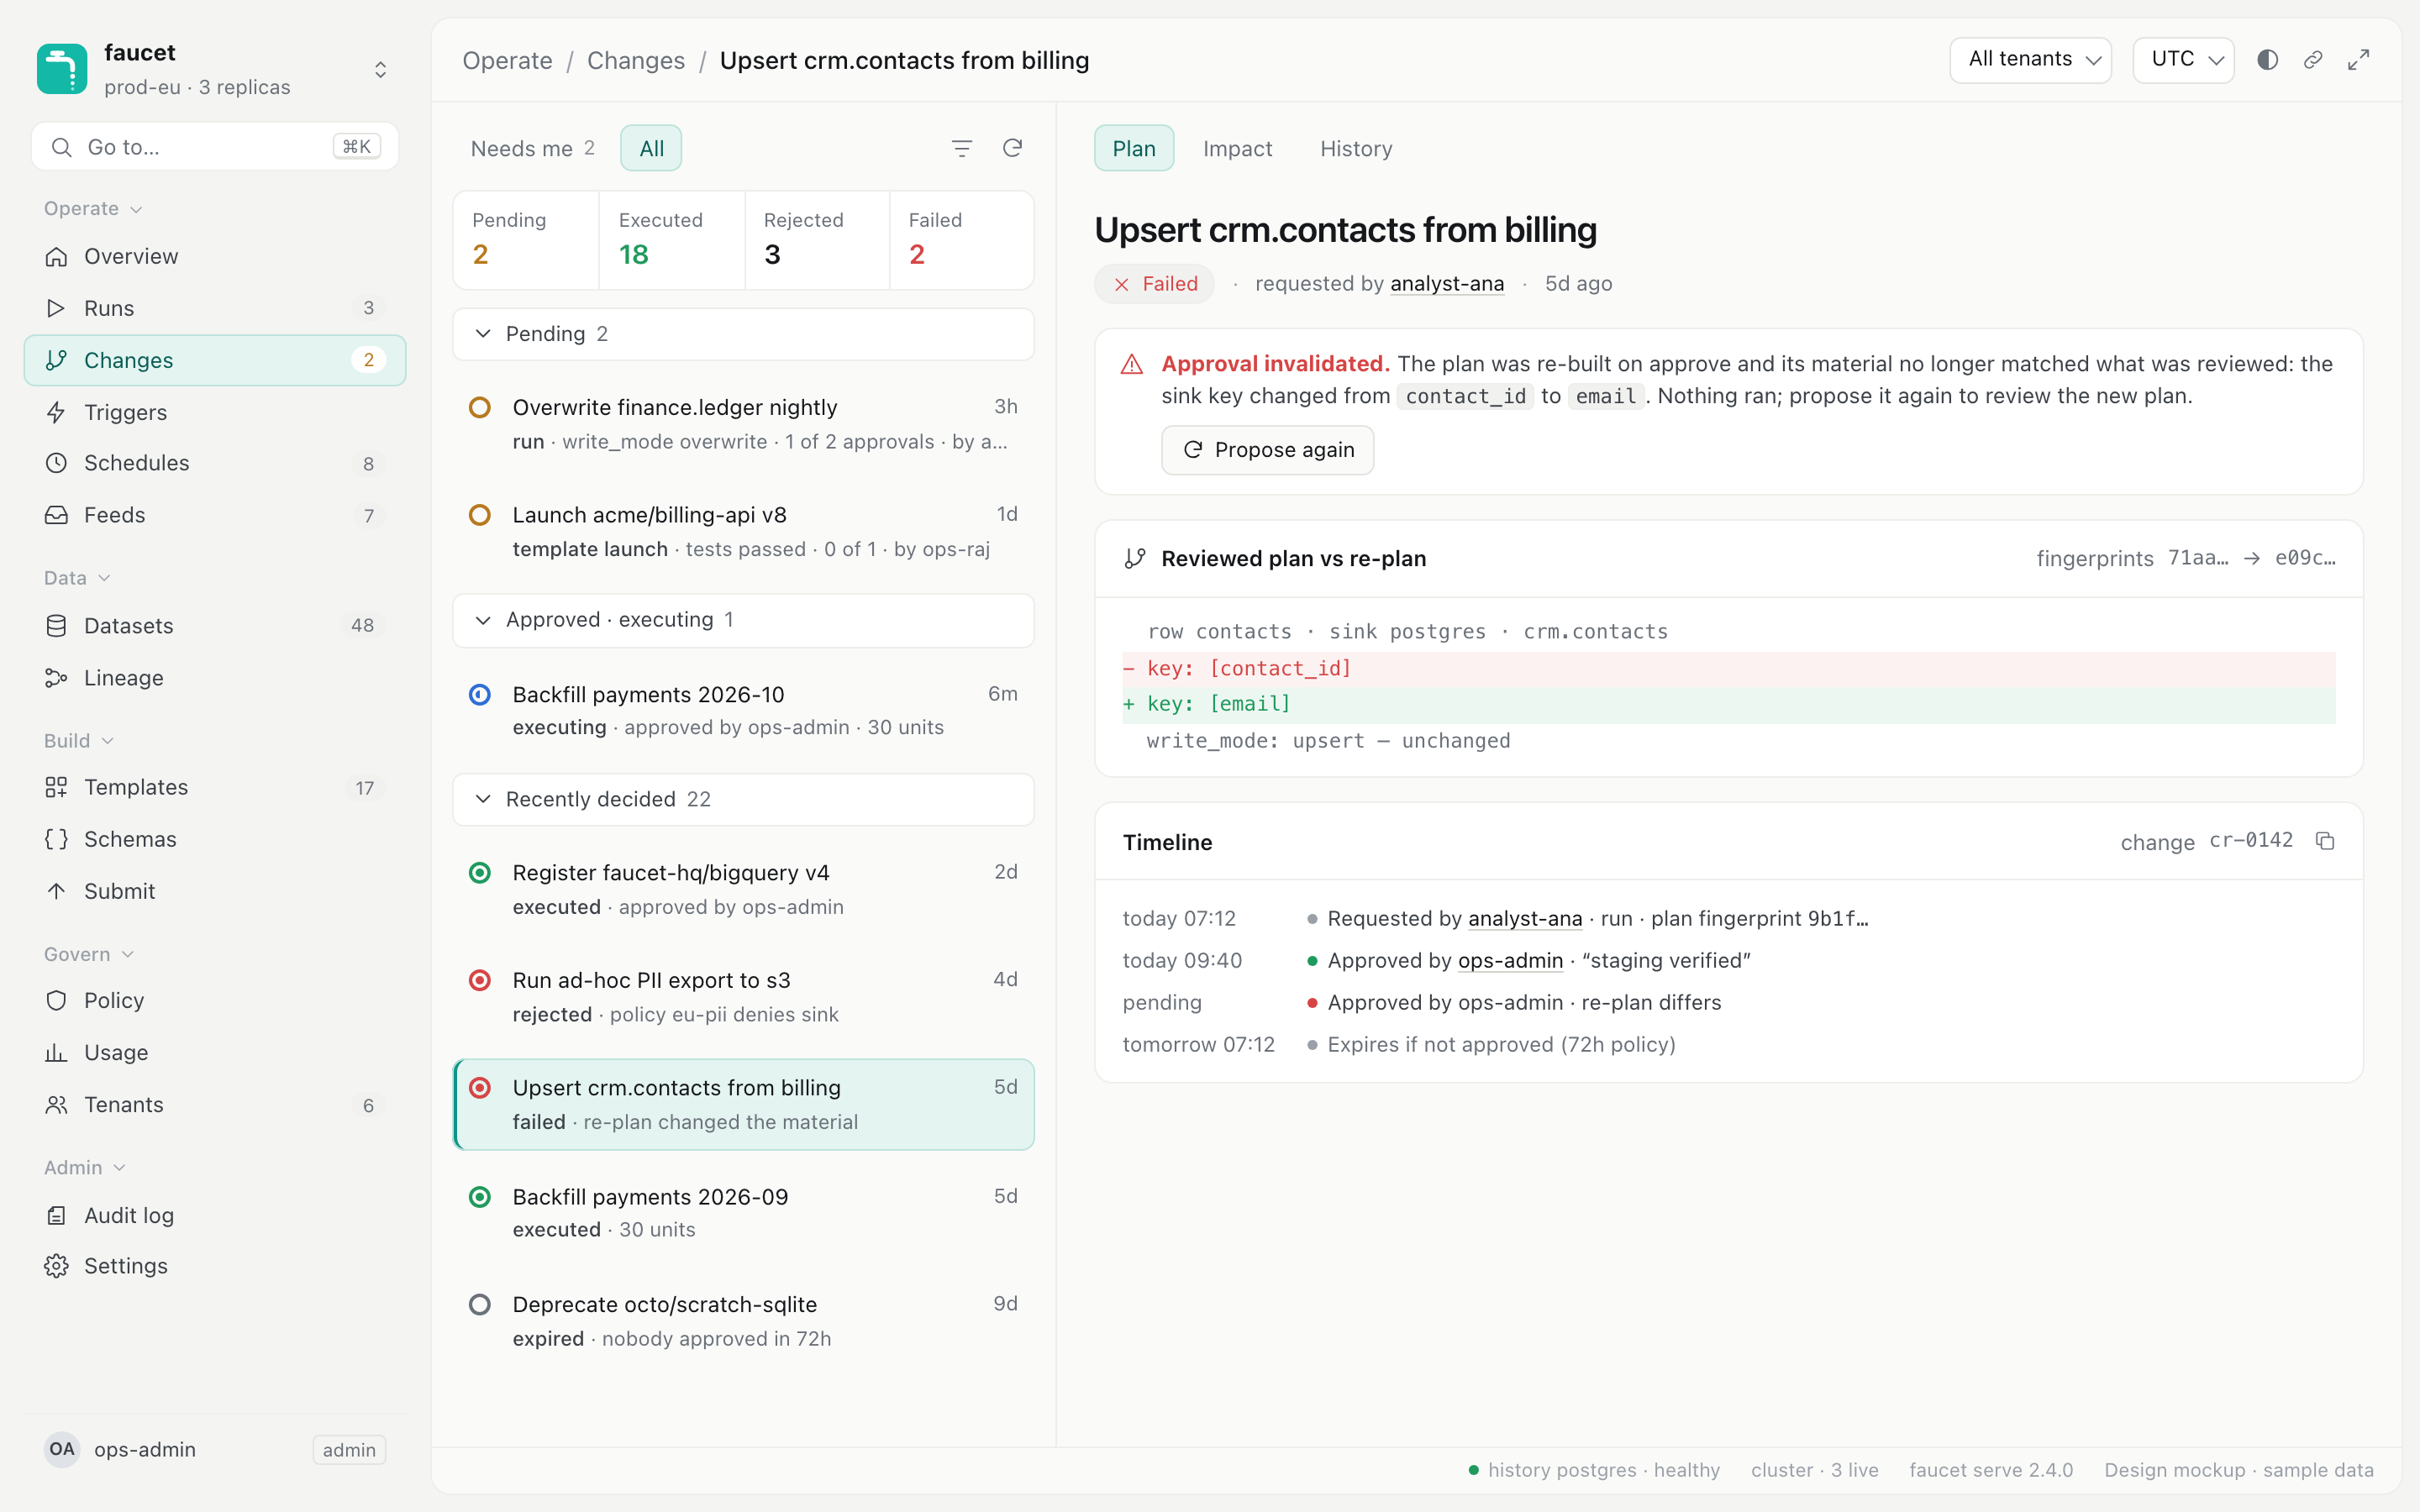 faucet
prod-eu · 3 replicas
Go to...
⌘K
Operate
Overview
Runs 3
Changes 2
Triggers
Schedules 8
Feeds 7
Data
Datasets 48
Lineage
Build
Templates 17
Schemas
Submit
Govern
Policy
Usage
Tenants 6
Admin
Audit log
Settings
OA ops-admin admin
Operate / Changes / Upsert crm.contacts from billing
All tenants
UTC
Needs me 2
All
Pending
2
Executed
18
Rejected
3
Failed
2
Pending 2
Overwrite finance.ledger nightly 3h
run · write_mode overwrite · 1 of 2 approvals · by a...
Launch acme/billing-api v8 1d
template launch · tests passed · 0 of 1 · by ops-raj
Approved · executing 1
Backfill payments 2026-10 6m
executing · approved by ops-admin · 30 units
Recently decided 22
Register faucet-hq/bigquery v4 2d
executed · approved by ops-admin
Run ad-hoc PII export to s3 4d
rejected · policy eu-pii denies sink
Upsert crm.contacts from billing 5d
failed · re-plan changed the material
Backfill payments 2026-09 5d
executed · 30 units
Deprecate octo/scratch-sqlite 9d
expired · nobody approved in 72h
Plan
Impact
History
Upsert crm.contacts from billing
Failed · requested by analyst-ana · 5d ago
Approval invalidated. The plan was re-built on approve and its material no longer matched what was reviewed: the
sink key changed from contact_id to email. Nothing ran; propose it again to review the new plan.
Propose again
Reviewed plan vs re-plan
fingerprints 71aa… → e09c…
row contacts · sink postgres · crm.contacts
− key: [contact_id]
+ key: [email]
write_mode: upsert — unchanged
Timeline
change cr-0142
today 07:12 Requested by analyst-ana · run · plan fingerprint 9b1f…
today 09:40 Approved by ops-admin · “staging verified”
pending Approved by ops-admin · re-plan differs
tomorrow 07:12 Expires if not approved (72h policy)
history postgres · healthy
cluster · 3 live
faucet serve 2.4.0
Design mockup · sample data